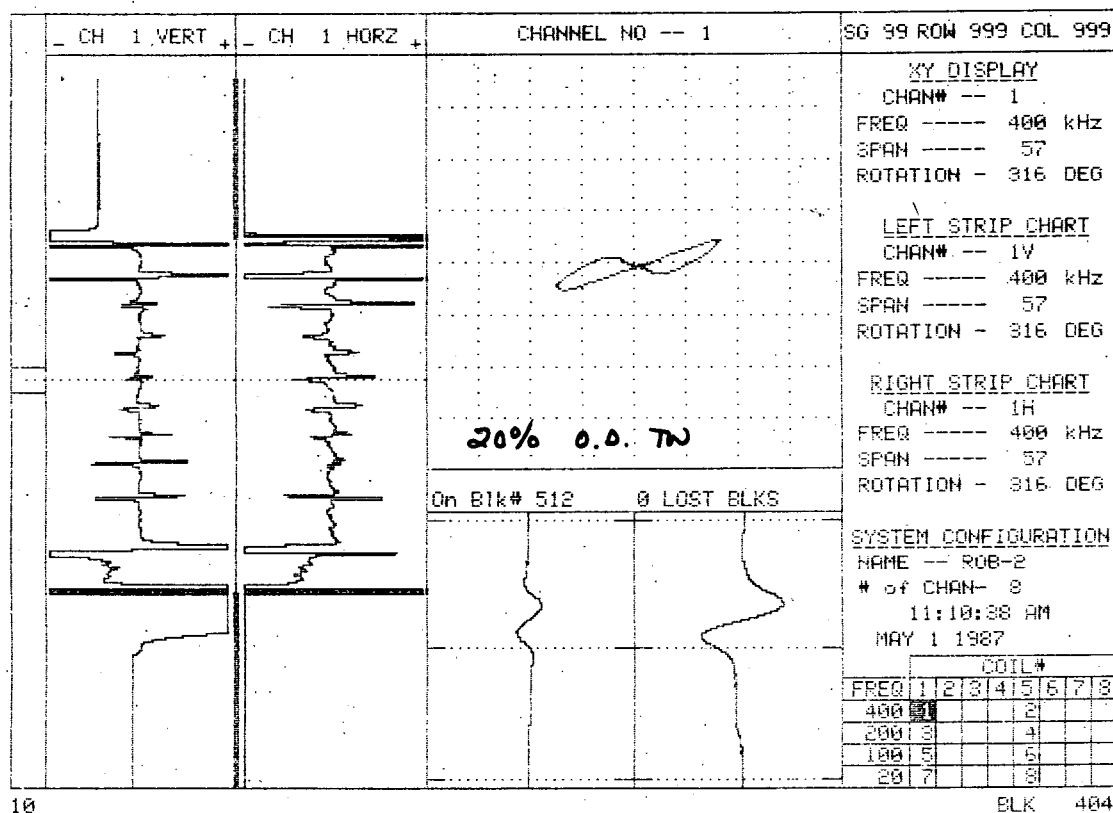 _ CH 1 VERT + _ CH 1 HORZ +
CHANNEL NO -- 1
SG 99 ROW 999 COL 999
XY DISPLAY
CHAN# -- 1
FREQ ----- 400 kHz
SPAN ----- 57
ROTATION - 316 DEG
LEFT STRIP CHART
CHAN# -- 1V
FREQ ----- 400 kHz
SPAN ----- 57
ROTATION - 316 DEG
RIGHT STRIP CHART
CHAN# -- 1H
FREQ ----- 400 kHz
SPAN ----- 57
ROTATION - 316 DEG
20% O.D. TW
On Blk# 512 0 LOST BLKS
SYSTEM CONFIGURATION
NAME -- ROB-2
# of CHAN- 8
11:10:38 AM
MAY 1 1987
COIL#
FREQ 1 2 3 4 5 6 7 8
400 1 2
200 3 4
100 5 6
20 7 8
10
BLK 404